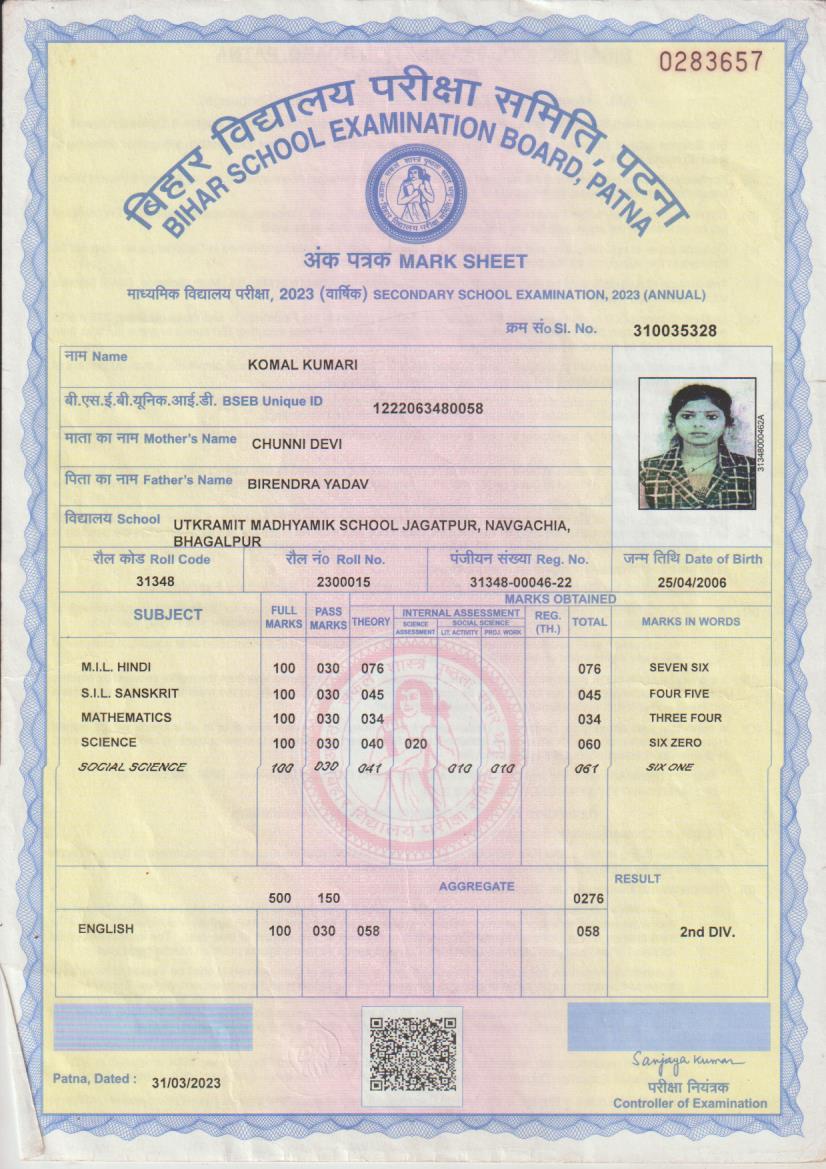 0283657
बिहार विद्यालय परीक्षा समिति, पटना
BIHAR SCHOOL EXAMINATION BOARD, PATNA
अंक पत्रक MARK SHEET
माध्यमिक विद्यालय परीक्षा, 2023 (वार्षिक) SECONDARY SCHOOL EXAMINATION, 2023 (ANNUAL)
क्रम सं० Sl. No. 310035328
नाम Name KOMAL KUMARI
बी.एस.ई.बी.यूनिक.आई.डी. BSEB Unique ID 1222063480058
माता का नाम Mother's Name CHUNNI DEVI
पिता का नाम Father's Name BIRENDRA YADAV
31348000462A
विद्यालय School UTKRAMIT MADHYAMIK SCHOOL JAGATPUR, NAVGACHIA,
BHAGALPUR
रौल कोड Roll Code रौल नं० Roll No. पंजीयन संख्या Reg. No. जन्म तिथि Date of Birth
31348 2300015 31348-00046-22 25/04/2006
MARKS OBTAINED
SUBJECT FULL MARKS PASS MARKS THEORY INTERNAL ASSESSMENT REG. (TH.) TOTAL MARKS IN WORDS
SCIENCE ASSESSMENT SOCIAL SCIENCE LIT. ACTIVITY PROJ. WORK
M.I.L. HINDI 100 030 076 076 SEVEN SIX
S.I.L. SANSKRIT 100 030 045 045 FOUR FIVE
MATHEMATICS 100 030 034 034 THREE FOUR
SCIENCE 100 030 040 020 060 SIX ZERO
SOCIAL SCIENCE 100 030 041 010 010 061 SIX ONE
AGGREGATE RESULT
500 150 0276
ENGLISH 100 030 058 058 2nd DIV.
Sanjaya Kumar
Patna, Dated : 31/03/2023
परीक्षा नियंत्रक
Controller of Examination